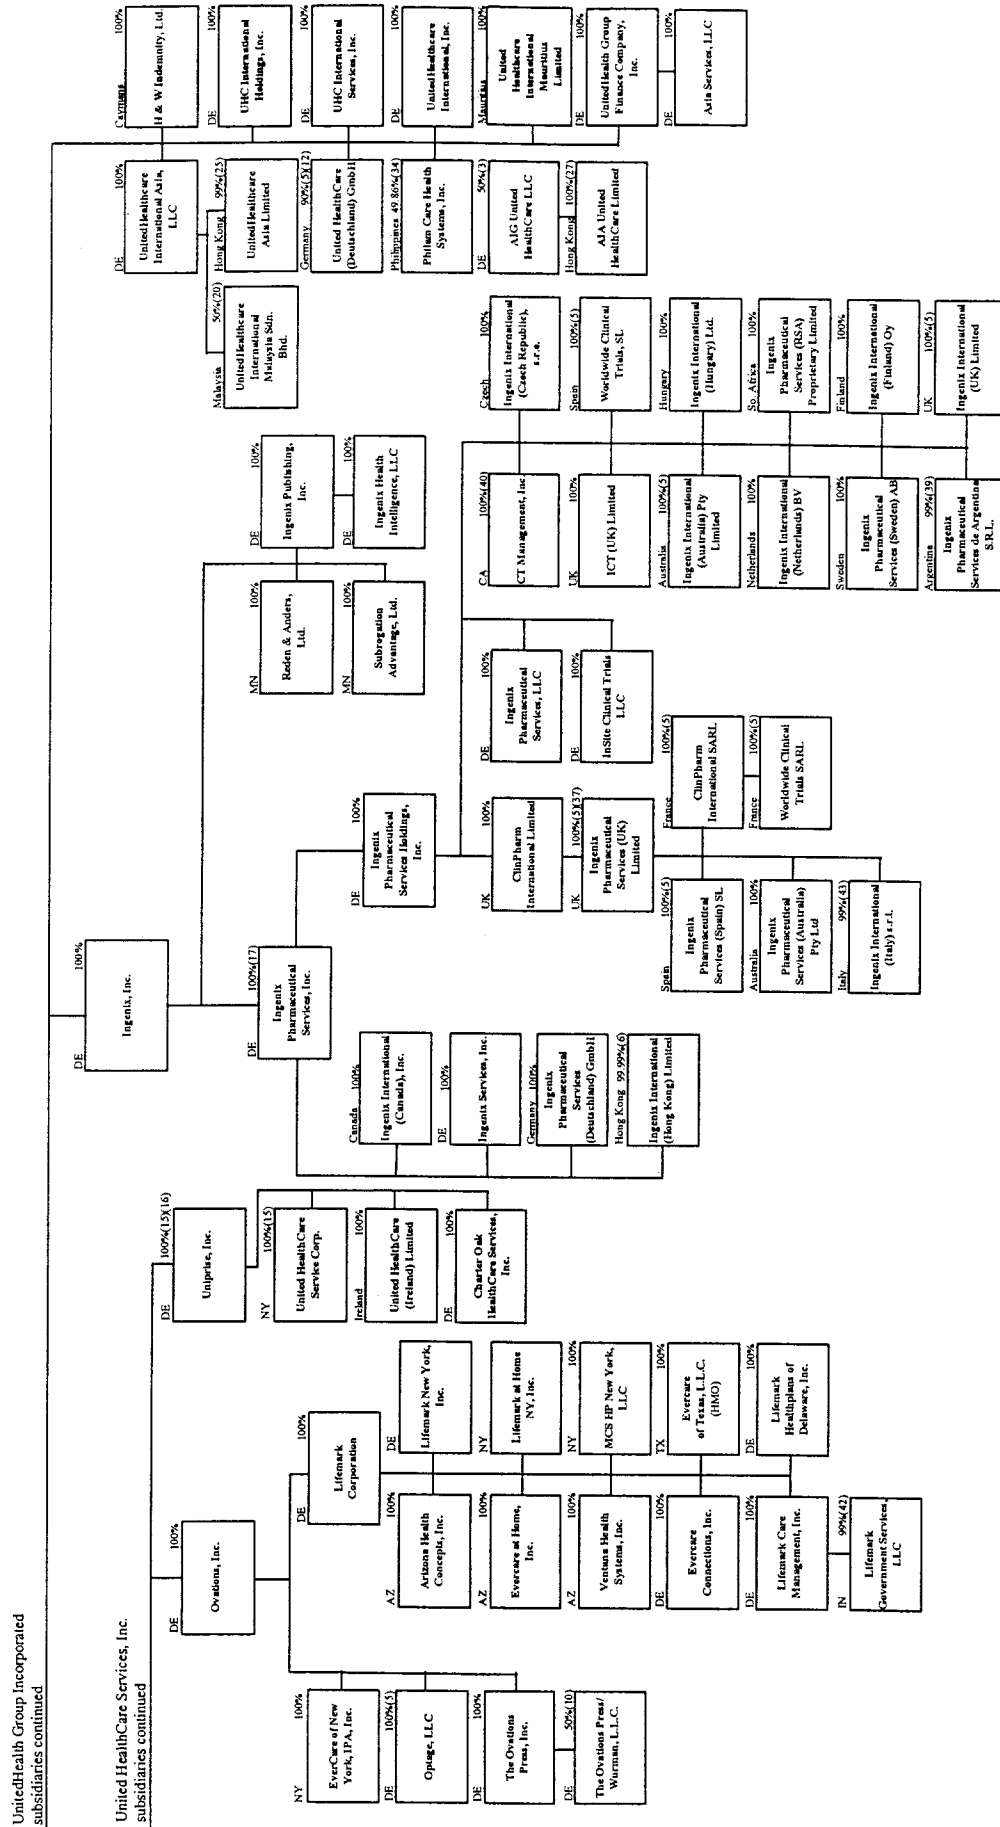 UnitedHealth Group Incorporated
subsidiaries continued
United HealthCare Services, Inc.
subsidiaries continued
DE 100%
Ovations, Inc.
NY 100%
EverCare of New
York, IPA, Inc.
DE 100%(5)
Optage, LLC
DE 100%
The Ovations
Press, Inc.
DE 50%(10)
The Ovations Press/
Wurman, L.L.C.
DE 100%
Lifemark
Corporation
AZ 100%
Arizona Health
Concepts, Inc.
DE
Lifemark New York,
Inc.
AZ 100%
Evercare at Home,
Inc.
NY 100%
Lifemark at Home
NY, Inc.
AZ 100%
Ventana Health
Systems, Inc.
NY 100%
MCS HP New York,
LLC
DE 100%
Evercare
Connections, Inc.
TX 100%
Evercare
of Texas, L.L.C.
(HMO)
DE 100%
Lifemark Care
Management, Inc.
DE 100%
Lifemark
Healthplans of
Delaware, Inc.
IN 99%(42)
Lifemark
Government Services,
LLC
DE 100%(15)(16)
Uniprise, Inc.
NY 100%(15)
United HealthCare
Service Corp.
Ireland 100%
United HealthCare
(Ireland) Limited
DE 100%
Charter Oak
HealthCare Services,
Inc.
DE 100%
Ingenix, Inc.
DE 100%(17)
Ingenix
Pharmaceutical
Services, Inc.
Canada 100%
Ingenix International
(Canada), Inc.
DE 100%
Ingenix Services, Inc.
Germany 100%
Ingenix
Pharmaceutical
Services
(Deutschland) GmbH
Hong Kong 99.99%(6)
Ingenix International
(Hong Kong) Limited
DE 100%
Ingenix
Pharmaceutical
Services Holdings,
Inc.
UK 100%
ClinPharm
International Limited
UK 100%(5)(37)
Ingenix
Pharmaceutical
Services (UK)
Limited
Spain 100%(5)
Ingenix
Pharmaceutical
Services (Spain) SL
Australia 100%
Ingenix
Pharmaceutical
Services (Australia)
Pty Ltd
Italy 99%(43)
Ingenix International
(Italy) s.r.l.
France 100%(5)
ClinPharm
International SARL
France 100%(5)
Worldwide Clinical
Trials SARL
DE 100%
Ingenix
Pharmaceutical
Services, LLC
DE 100%
InSite Clinical Trials
LLC
MN 100%
Reden & Anders,
Ltd.
MN 100%
Subrogation
Advantage, Ltd.
DE 100%
Ingenix Publishing,
Inc.
DE 100%
Ingenix Health
Intelligence, LLC
CA 100%(40)
CT Management, Inc.
Czech 100%
Ingenix International
(Czech Republic),
s.r.o.
UK 100%
ICT (UK) Limited
Spain 100%(5)
Worldwide Clinical
Trials, SL
Australia 100%(5)
Ingenix International
(Australia) Pty
Limited
Hungary 100%
Ingenix International
(Hungary) Ltd.
Netherlands 100%
Ingenix International
(Netherlands) BV
So. Africa 100%
Ingenix
Pharmaceutical
Services (RSA)
Proprietary Limited
Sweden 100%
Ingenix
Pharmaceutical
Services (Sweden) AB
Finland 100%
Ingenix International
(Finland) Oy
Argentina 99%(39)
Ingenix
Pharmaceutical
Services de Argentina
S.R.L.
UK 100%(5)
Ingenix International
(UK) Limited
DE 100%
UnitedHealthcare
International Asia,
LLC
Malaysia 50%(20)
UnitedHealthcare
International
Malaysia Sdn.
Bhd.
Hong Kong 99%(25)
UnitedHealthcare
Asia Limited
Germany 90%(5)(12)
United HealthCare
(Deutschland) GmbH
Philippines 49.86%(34)
Philam Care Health
Systems, Inc.
DE 50%(3)
AIG United
HealthCare LLC
Hong Kong 100%(27)
AIA United
HealthCare Limited
Caymans 100%
H & W Indemnity, Ltd.
DE 100%
UHC International
Holdings, Inc.
DE 100%
UHC International
Services, Inc.
DE 100%
UnitedHealthcare
International, Inc.
Mauritius 100%
United
Healthcare
International
Mauritius
Limited
DE 100%
UnitedHealth Group
Finance Company,
Inc.
DE 100%
Asia Services, LLC